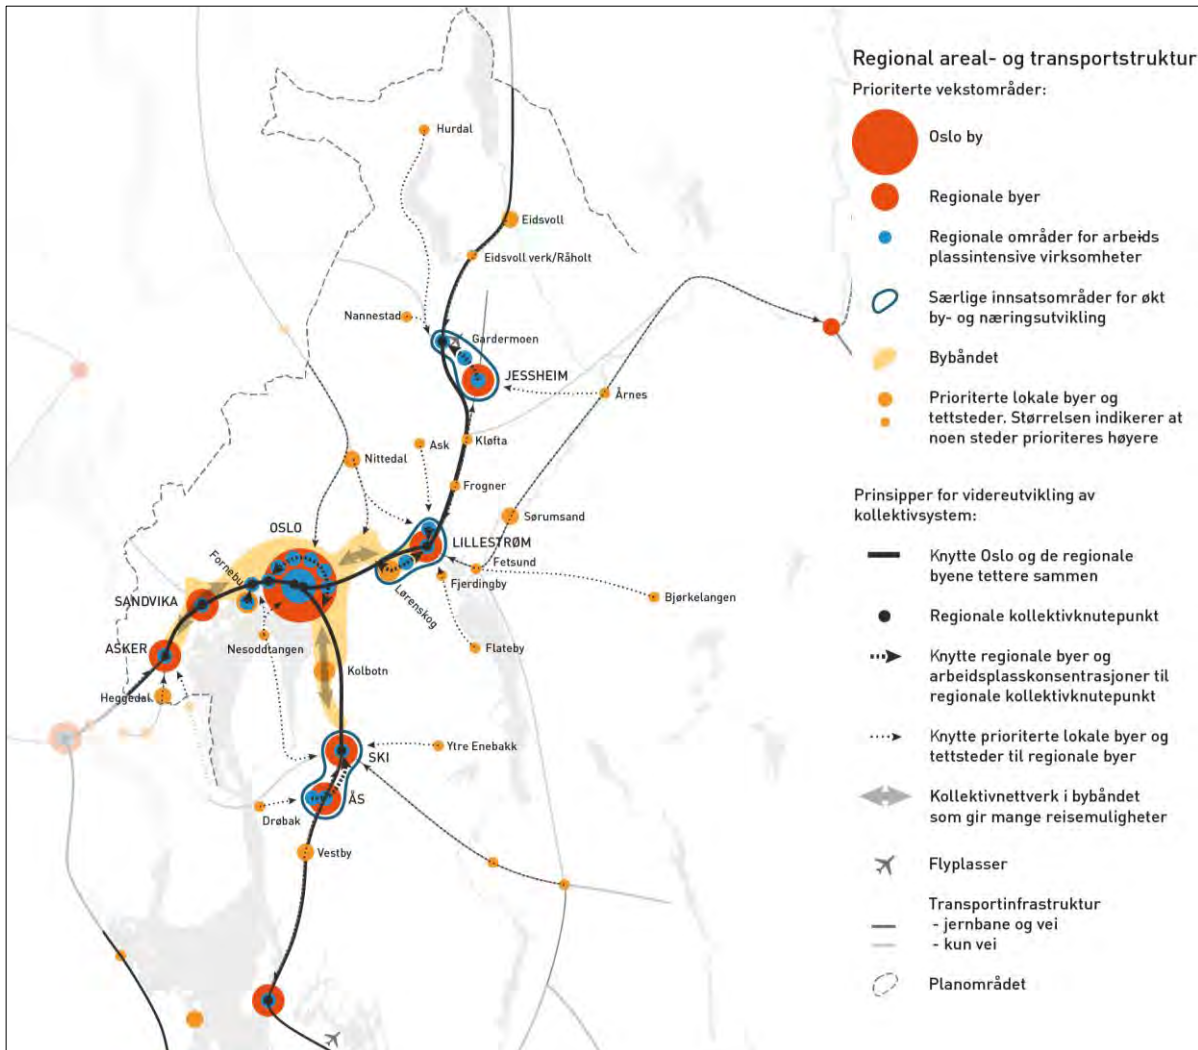 Regional areal- og transportstruktur
Prioriterte vekstområder:
Oslo by
Regionale byer
Regionale områder for arbeids
plassintensive virksomheter
Særlige innsatsområder for økt
by- og næringsutvikling
Bybåndet
Prioriterte lokale byer og
tettsteder. Størrelsen indikerer at
noen steder prioriteres høyere
Prinsipper for videreutvikling av
kollektivsystem:
Knytte Oslo og de regionale
byene tettere sammen
Regionale kollektivknutepunkt
Knytte regionale byer og
arbeidsplasskonsentrasjoner til
regionale kollektivknutepunkt
Knytte prioriterte lokale byer og
tettsteder til regionale byer
Kollektivnettverk i bybåndet
som gir mange reisemuligheter
Flyplasser
Transportinfrastruktur
- jernbane og vei
- kun vei
Planområdet
Hurdal
Eidsvoll
Eidsvoll verk/Råholt
Nannestad
Gardermoen
JESSHEIM
Årnes
Ask
Kløfta
Nittedal
Frogner
Sørumsand
OSLO
LILLESTRØM
Fornebu
Fetsund
Fjerdingby
Lørenskog
Bjørkelangen
SANDVIKA
ASKER
Nesoddtangen
Flateby
Kolbotn
Heggedal
Ytre Enebakk
SKI
ÅS
Drøbak
Vestby